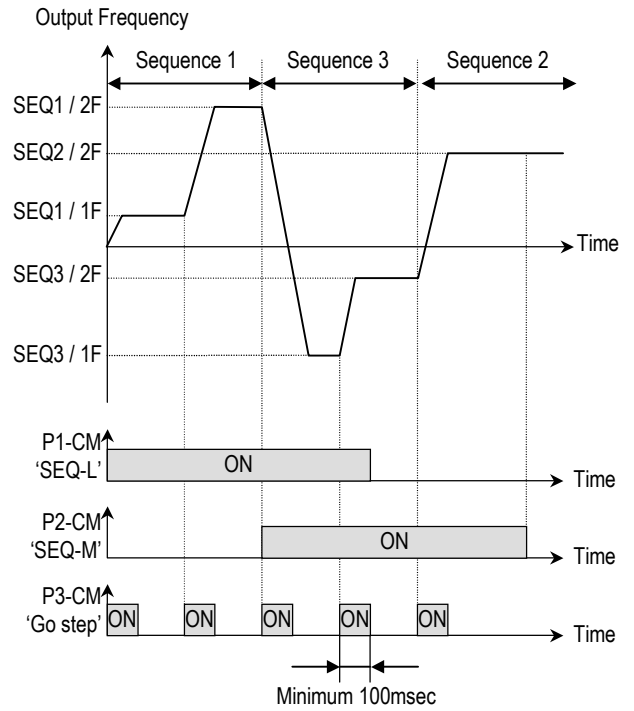 Output Frequency
Sequence 1 Sequence 3 Sequence 2
SEQ1 / 2F
SEQ2 / 2F
SEQ1 / 1F
Time
SEQ3 / 2F
SEQ3 / 1F
P1-CM
'SEQ-L'
ON
Time
P2-CM
'SEQ-M'
ON
Time
P3-CM
'Go step'
ON ON ON ON ON
Time
Minimum 100msec